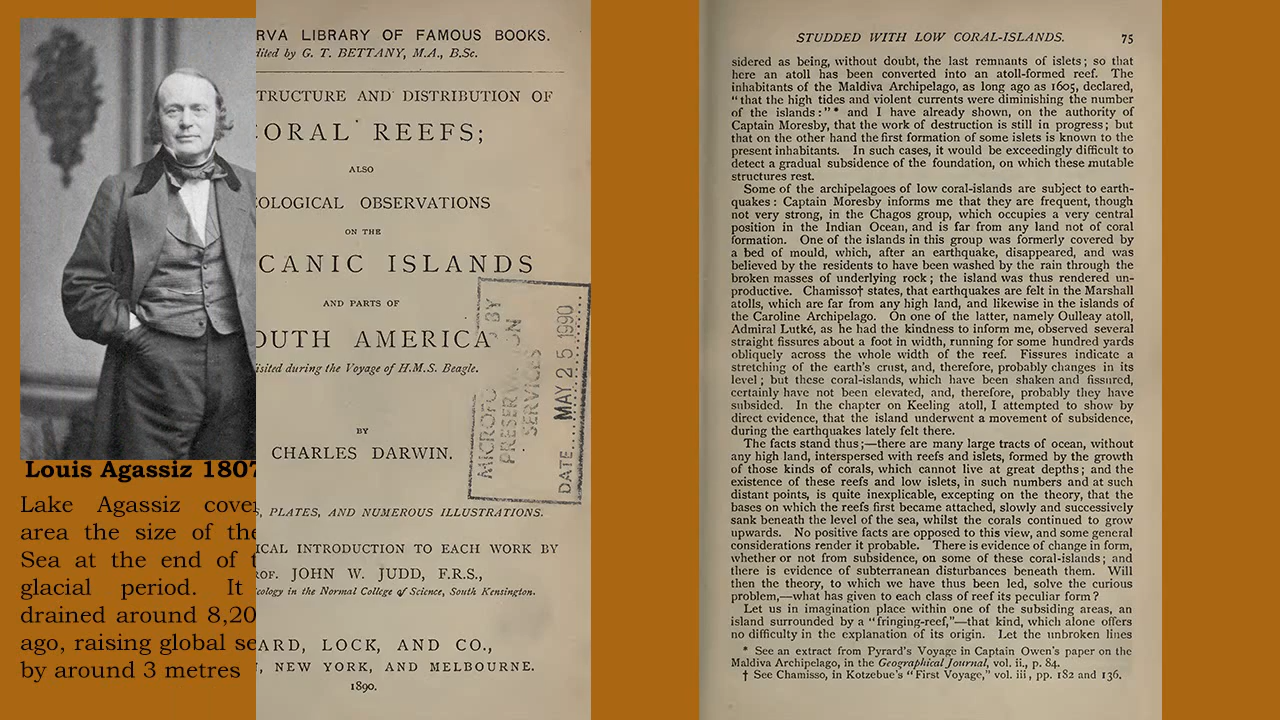 Louis Agassiz 1807
Lake Agassiz cover
area the size of the
Sea at the end of t
glacial period. It
drained around 8,20
ago, raising global se
by around 3 metres
RVA LIBRARY OF FAMOUS BOOKS.
dited by G. T. BETTANY, M.A., B.Sc.
TRUCTURE AND DISTRIBUTION OF
ORAL REEFS;
ALSO
EOLOGICAL OBSERVATIONS
ON THE
CANIC ISLANDS
AND PARTS OF
OUTH AMERICA
isited during the Voyage of H.M.S. Beagle.
BY
CHARLES DARWIN.
S, PLATES, AND NUMEROUS ILLUSTRATIONS.
ICAL INTRODUCTION TO EACH WORK BY
ROF. JOHN W. JUDD, F.R.S.,
eology in the Normal College of Science, South Kensington.
ARD, LOCK, AND CO.,
N, NEW YORK, AND MELBOURNE.
1890.
PRESERVATION
SERVICES
DATE.... MAY 25 1990
STUDDED WITH LOW CORAL-ISLANDS. 75
sidered as being, without doubt, the last remnants of islets; so that
here an atoll has been converted into an atoll-formed reef. The
inhabitants of the Maldiva Archipelago, as long ago as 1605, declared,
"that the high tides and violent currents were diminishing the number
of the islands:"* and I have already shown, on the authority of
Captain Moresby, that the work of destruction is still in progress; but
that on the other hand the first formation of some islets is known to the
present inhabitants. In such cases, it would be exceedingly difficult to
detect a gradual subsidence of the foundation, on which these mutable
structures rest.
Some of the archipelagoes of low coral-islands are subject to earth-
quakes: Captain Moresby informs me that they are frequent, though
not very strong, in the Chagos group, which occupies a very central
position in the Indian Ocean, and is far from any land not of coral
formation. One of the islands in this group was formerly covered by
a bed of mould, which, after an earthquake, disappeared, and was
believed by the residents to have been washed by the rain through the
broken masses of underlying rock; the island was thus rendered un-
productive. Chamisso† states, that earthquakes are felt in the Marshall
atolls, which are far from any high land, and likewise in the islands of
the Caroline Archipelago. On one of the latter, namely Oulleay atoll,
Admiral Lutké, as he had the kindness to inform me, observed several
straight fissures about a foot in width, running for some hundred yards
obliquely across the whole width of the reef. Fissures indicate a
stretching of the earth's crust, and, therefore, probably changes in its
level; but these coral-islands, which have been shaken and fissured,
certainly have not been elevated, and, therefore, probably they have
subsided. In the chapter on Keeling atoll, I attempted to show by
direct evidence, that the island underwent a movement of subsidence,
during the earthquakes lately felt there.
The facts stand thus;—there are many large tracts of ocean, without
any high land, interspersed with reefs and islets, formed by the growth
of those kinds of corals, which cannot live at great depths; and the
existence of these reefs and low islets, in such numbers and at such
distant points, is quite inexplicable, excepting on the theory, that the
bases on which the reefs first became attached, slowly and successively
sank beneath the level of the sea, whilst the corals continued to grow
upwards. No positive facts are opposed to this view, and some general
considerations render it probable. There is evidence of change in form,
whether or not from subsidence, on some of these coral-islands; and
there is evidence of subterranean disturbances beneath them. Will
then the theory, to which we have thus been led, solve the curious
problem,—what has given to each class of reef its peculiar form?
Let us in imagination place within one of the subsiding areas, an
island surrounded by a "fringing-reef,"—that kind, which alone offers
no difficulty in the explanation of its origin. Let the unbroken lines
* See an extract from Pyrard's Voyage in Captain Owen's paper on the
Maldiva Archipelago, in the Geographical Journal, vol. ii., p. 84.
† See Chamisso, in Kotzebue's "First Voyage," vol. iii, pp. 182 and 136.